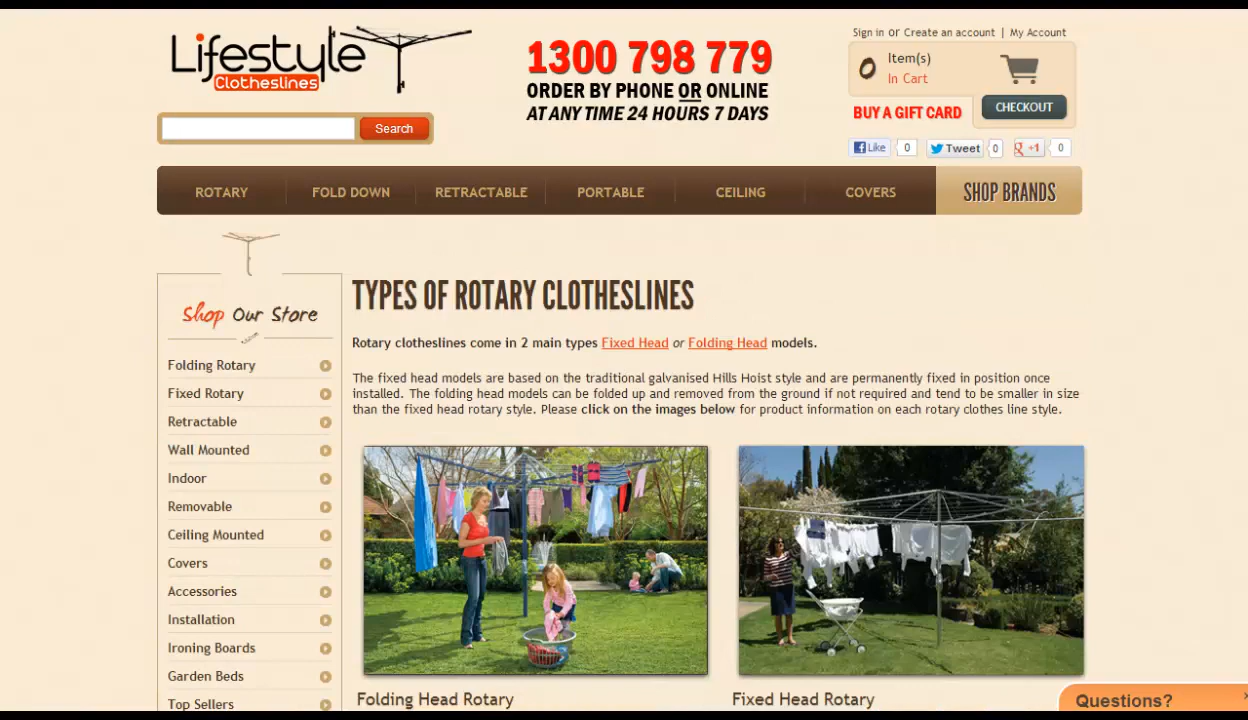 Lifestyle
Clotheslines
Search
1300 798 779
ORDER BY PHONE OR ONLINE
AT ANY TIME 24 HOURS 7 DAYS
Sign in or Create an account | My Account
0 Item(s)
In Cart
BUY A GIFT CARD
CHECKOUT
Like 0 Tweet 0 +1 0
ROTARY FOLD DOWN RETRACTABLE PORTABLE CEILING COVERS SHOP BRANDS
Shop Our Store
Folding Rotary
Fixed Rotary
Retractable
Wall Mounted
Indoor
Removable
Ceiling Mounted
Covers
Accessories
Installation
Ironing Boards
Garden Beds
Top Sellers
TYPES OF ROTARY CLOTHESLINES
Rotary clotheslines come in 2 main types Fixed Head or Folding Head models.
The fixed head models are based on the traditional galvanised Hills Hoist style and are permanently fixed in position once
installed. The folding head models can be folded up and removed from the ground if not required and tend to be smaller in size
than the fixed head rotary style. Please click on the images below for product information on each rotary clothes line style.
Folding Head Rotary
Fixed Head Rotary
Questions?